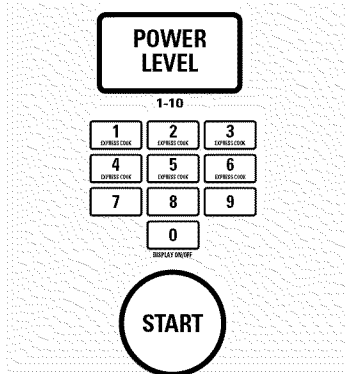 POWER
LEVEL
1-10
1 2 3
EXPRESS COOK EXPRESS COOK EXPRESS COOK
4 5 6
EXPRESS COOK EXPRESS COOK EXPRESS COOK
7 8 9
0
DISPLAY ON/OFF
START